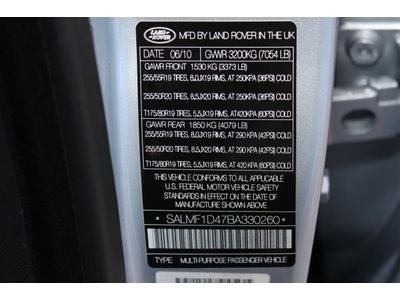 LAND ROVER
MFD BY LAND ROVER IN THE UK
DATE 06/10 GVWR 3200KG (7054 LB)
GAWR FRONT 1530 KG (3373 LB)
255/55R19 TIRES, 8.0JX19 RIMS, AT 250KPA (36PSI) COLD
255/50R20 TIRES, 8.5JX20 RIMS, AT 250KPA (36PSI) COLD
T175/80R19 TIRES, 5.5JX19 RIMS, AT 420KPA (60PSI) COLD
GAWR REAR 1850 KG (4079 LB)
255/55R19 TIRES, 8.0JX19 RIMS, AT 290 KPA (42PSI) COLD
255/50R20 TIRES, 8.5JX20 RIMS, AT 290 KPA (42PSI) COLD
T175/80R19 TIRES, 5.5JX19 RIMS, AT 420 KPA (60PSI) COLD
THIS VEHICLE CONFORMS TO ALL APPLICABLE
U.S. FEDERAL MOTOR VEHICLE SAFETY
STANDARDS IN EFFECT ON THE DATE OF
MANUFACTURE SHOWN ABOVE
*SALMF1D47BA330260*
TYPE MULTI-PURPOSE PASSENGER VEHICLE